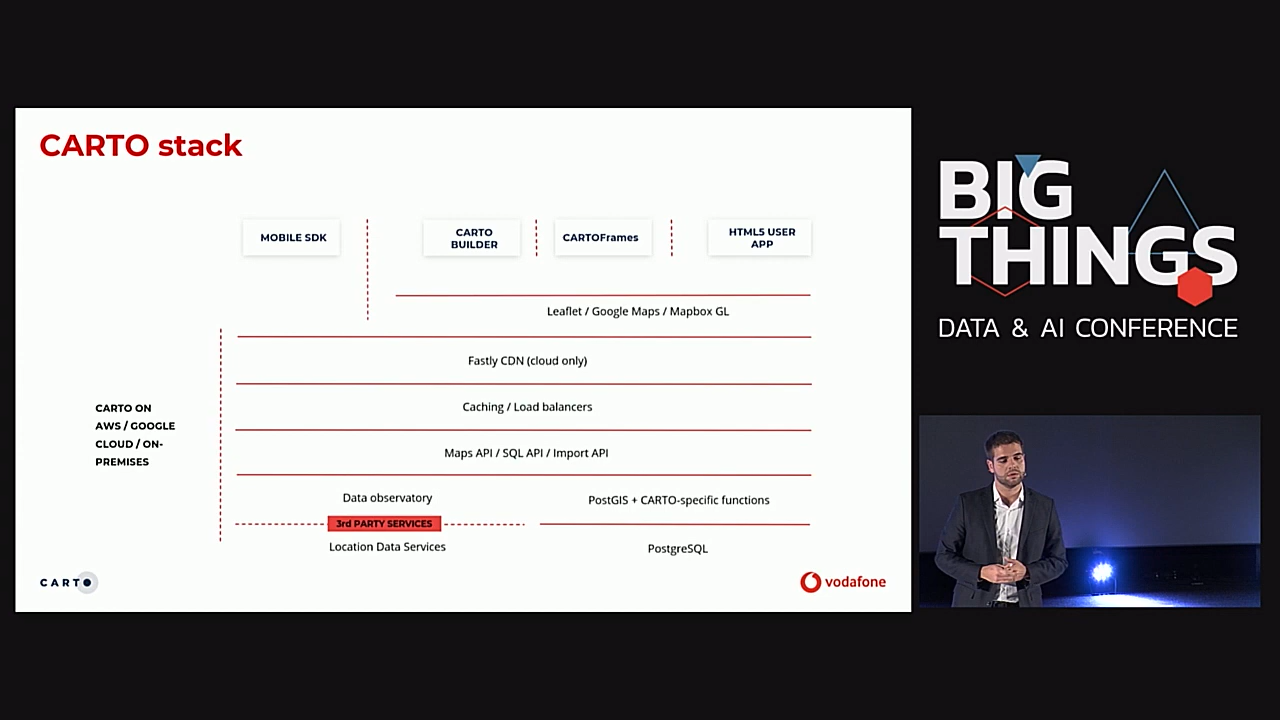 CARTO stack
MOBILE SDK
CARTO
BUILDER
CARTOFrames
HTML5 USER
APP
Leaflet / Google Maps / Mapbox GL
Fastly CDN (cloud only)
Caching / Load balancers
Maps API / SQL API / Import API
CARTO ON
AWS / GOOGLE
CLOUD / ON-
PREMISES
Data observatory
PostGIS + CARTO-specific functions
3rd PARTY SERVICES
Location Data Services
PostgreSQL
CARTO
vodafone
BIG
THINGS
DATA & AI CONFERENCE